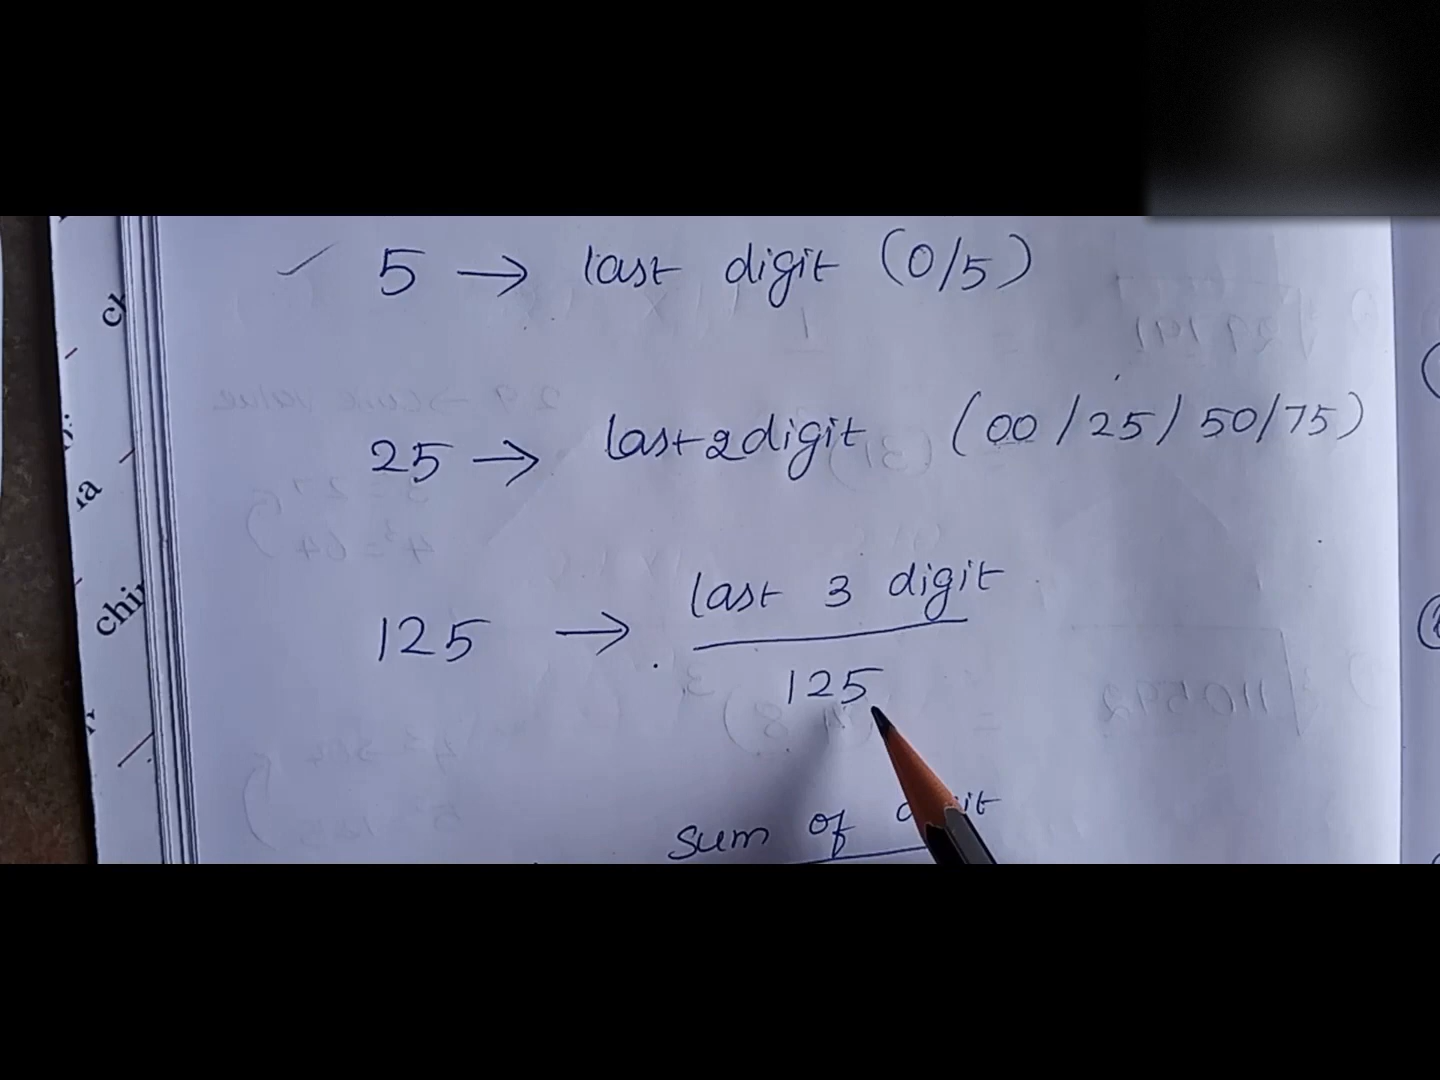 5 → last digit (0/5)
25 → last 2 digit (00/25/50/75)
125 → last 3 digit
125
sum of